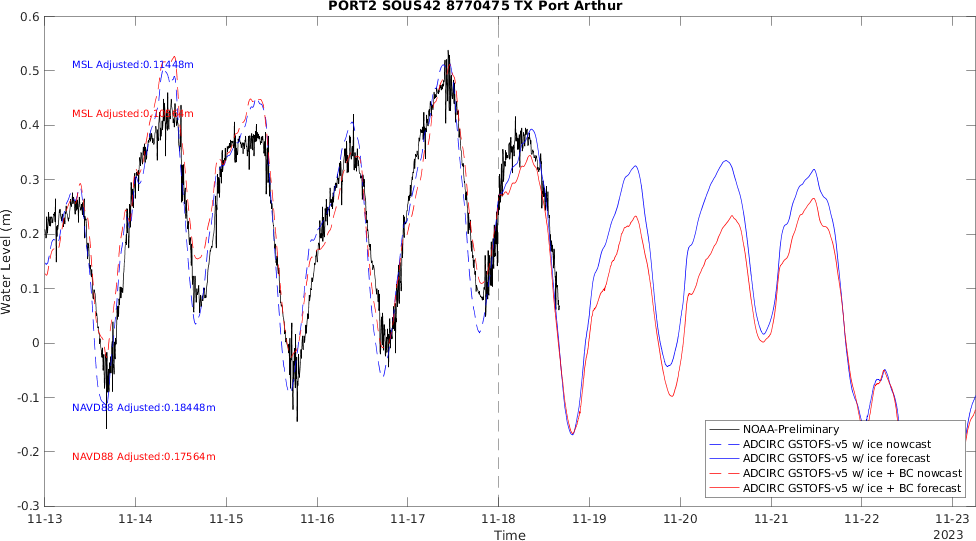 PORT2 SOUS42 8770475 TX Port Arthur
0.6
0.5
0.4
0.3
0.2
0.1
0
-0.1
-0.2
-0.3
Water Level (m)
MSL Adjusted:0.11448m
MSL Adjusted:
NAVD88 Adjusted:0.18448m
NAVD88 Adjusted:0.17564m
NOAA-Preliminary
ADCIRC GSTOFS-v5 w/ ice nowcast
ADCIRC GSTOFS-v5 w/ ice forecast
ADCIRC GSTOFS-v5 w/ ice + BC nowcast
ADCIRC GSTOFS-v5 w/ ice + BC forecast
11-13 11-14 11-15 11-16 11-17 11-18 11-19 11-20 11-21 11-22 11-23
Time
2023